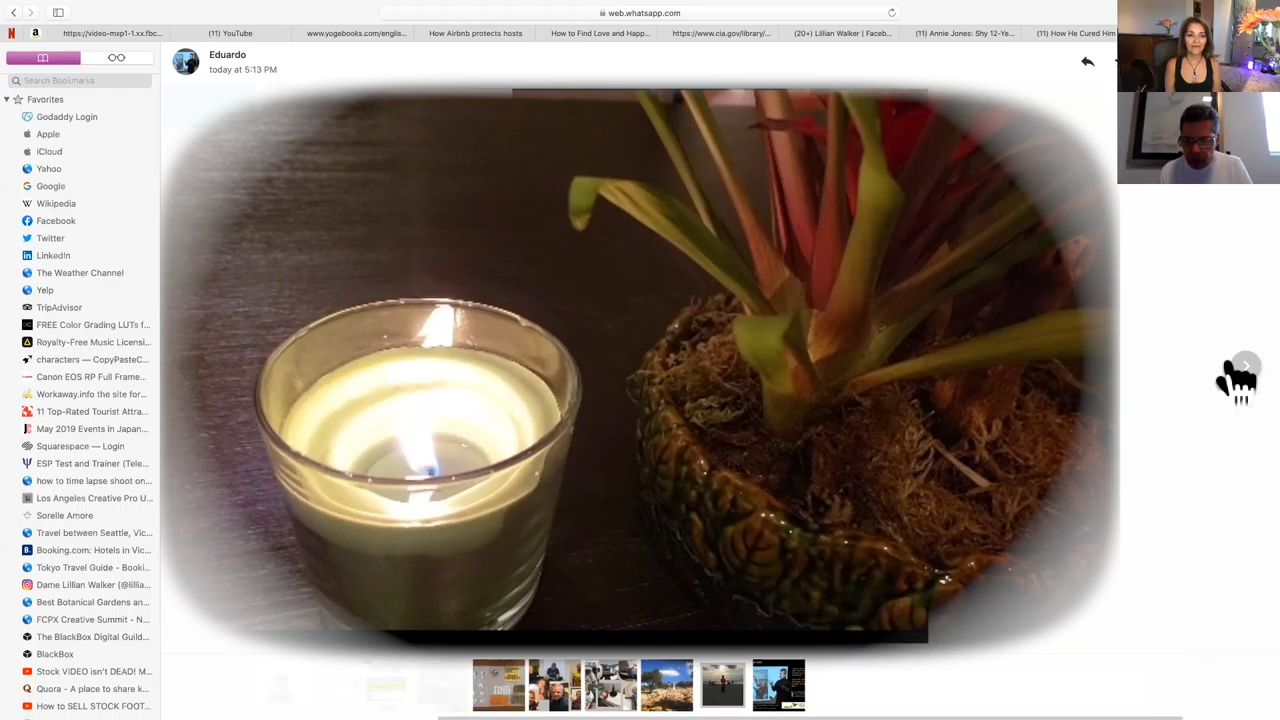 web.whatsapp.com
https://video-mxp1-1.xx.fbc...
(11) YouTube
www.yogebooks.com/englis...
How Airbnb protects hosts
How to Find Love and Happ...
https://www.cia.gov/library/...
(20+) Lillian Walker | Faceb...
(11) Annie Jones: Shy 12-Ye...
(11) How He Cured Him
Search Bookmarks
Eduardo
today at 5:13 PM
Favorites
Godaddy Login
Apple
iCloud
Yahoo
Google
Wikipedia
Facebook
Twitter
LinkedIn
The Weather Channel
Yelp
TripAdvisor
FREE Color Grading LUTs f...
Royalty-Free Music Licensi...
characters — CopyPasteC...
Canon EOS RP Full Frame...
Workaway.info the site for...
11 Top-Rated Tourist Attra...
May 2019 Events in Japan...
Squarespace — Login
ESP Test and Trainer (Tele...
how to time lapse shoot on...
Los Angeles Creative Pro U...
Sorelle Amore
Travel between Seattle, Vic...
Booking.com: Hotels in Vic...
Tokyo Travel Guide - Booki...
Dame Lillian Walker (@lillia...
Best Botanical Gardens an...
FCPX Creative Summit - N...
The BlackBox Digital Guild...
BlackBox
Stock VIDEO isn't DEAD! M...
Quora - A place to share k...
How to SELL STOCK FOOT...